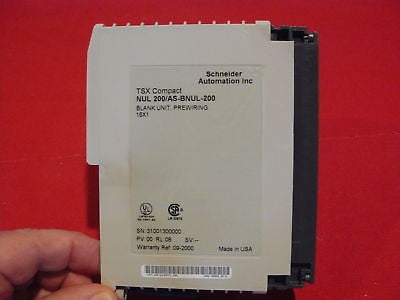 Schneider
Automation Inc
TSX Compact
NUL 200/AS-BNUL-200
BLANK UNIT, PREWIRING
1SX1
SN:31001300000
PV:00 RL:06 SV:--
Warranty Ref:09-2000
Made in USA